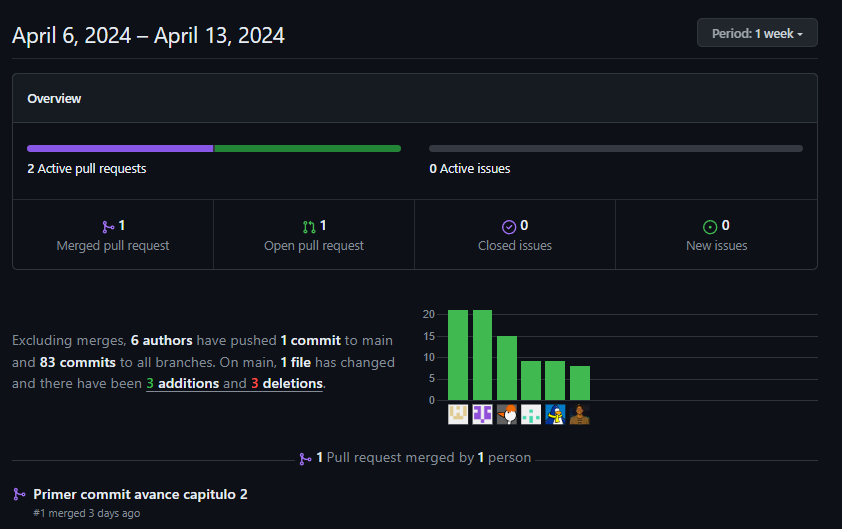 April 6, 2024 – April 13, 2024
Period: 1 week
Overview
2 Active pull requests
0 Active issues
1
Merged pull request
1
Open pull request
0
Closed issues
0
New issues
Excluding merges, 6 authors have pushed 1 commit to main
and 83 commits to all branches. On main, 1 file has changed
and there have been 3 additions and 3 deletions.
20
15
10
5
0
1 Pull request merged by 1 person
Primer commit avance capitulo 2
#1 merged 3 days ago